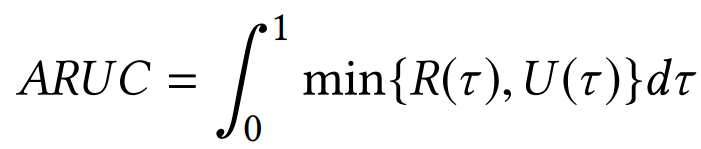 ARUC = ∫₀¹ min{R(τ), U(τ)}dτ